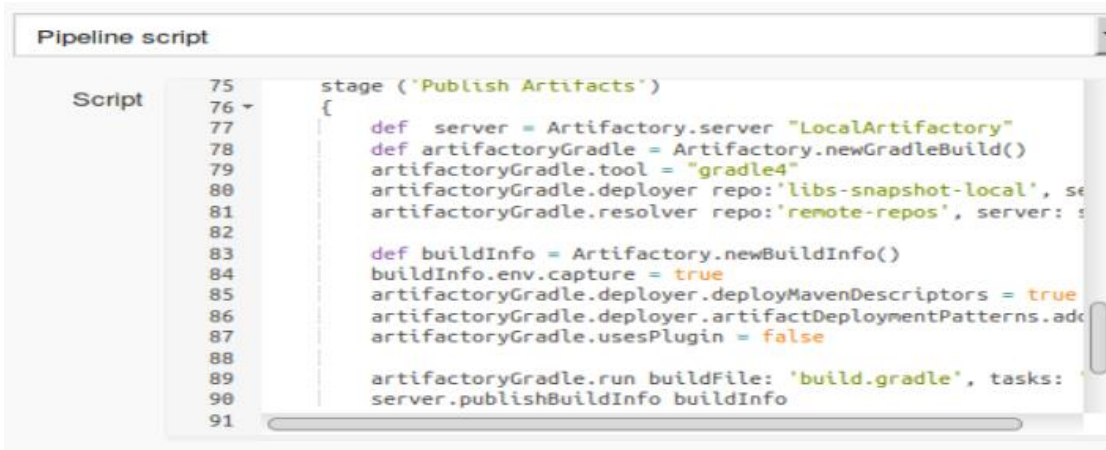 Pipeline script
Script
75 stage ('Publish Artifacts')
76 {
77 def server = Artifactory.server "LocalArtifactory"
78 def artifactoryGradle = Artifactory.newGradleBuild()
79 artifactoryGradle.tool = "gradle4"
80 artifactoryGradle.deployer repo:'libs-snapshot-local', se
81 artifactoryGradle.resolver repo:'remote-repos', server: s
82
83 def buildInfo = Artifactory.newBuildInfo()
84 buildInfo.env.capture = true
85 artifactoryGradle.deployer.deployMavenDescriptors = true
86 artifactoryGradle.deployer.artifactDeploymentPatterns.add
87 artifactoryGradle.usesPlugin = false
88
89 artifactoryGradle.run buildFile: 'build.gradle', tasks: '
90 server.publishBuildInfo buildInfo
91